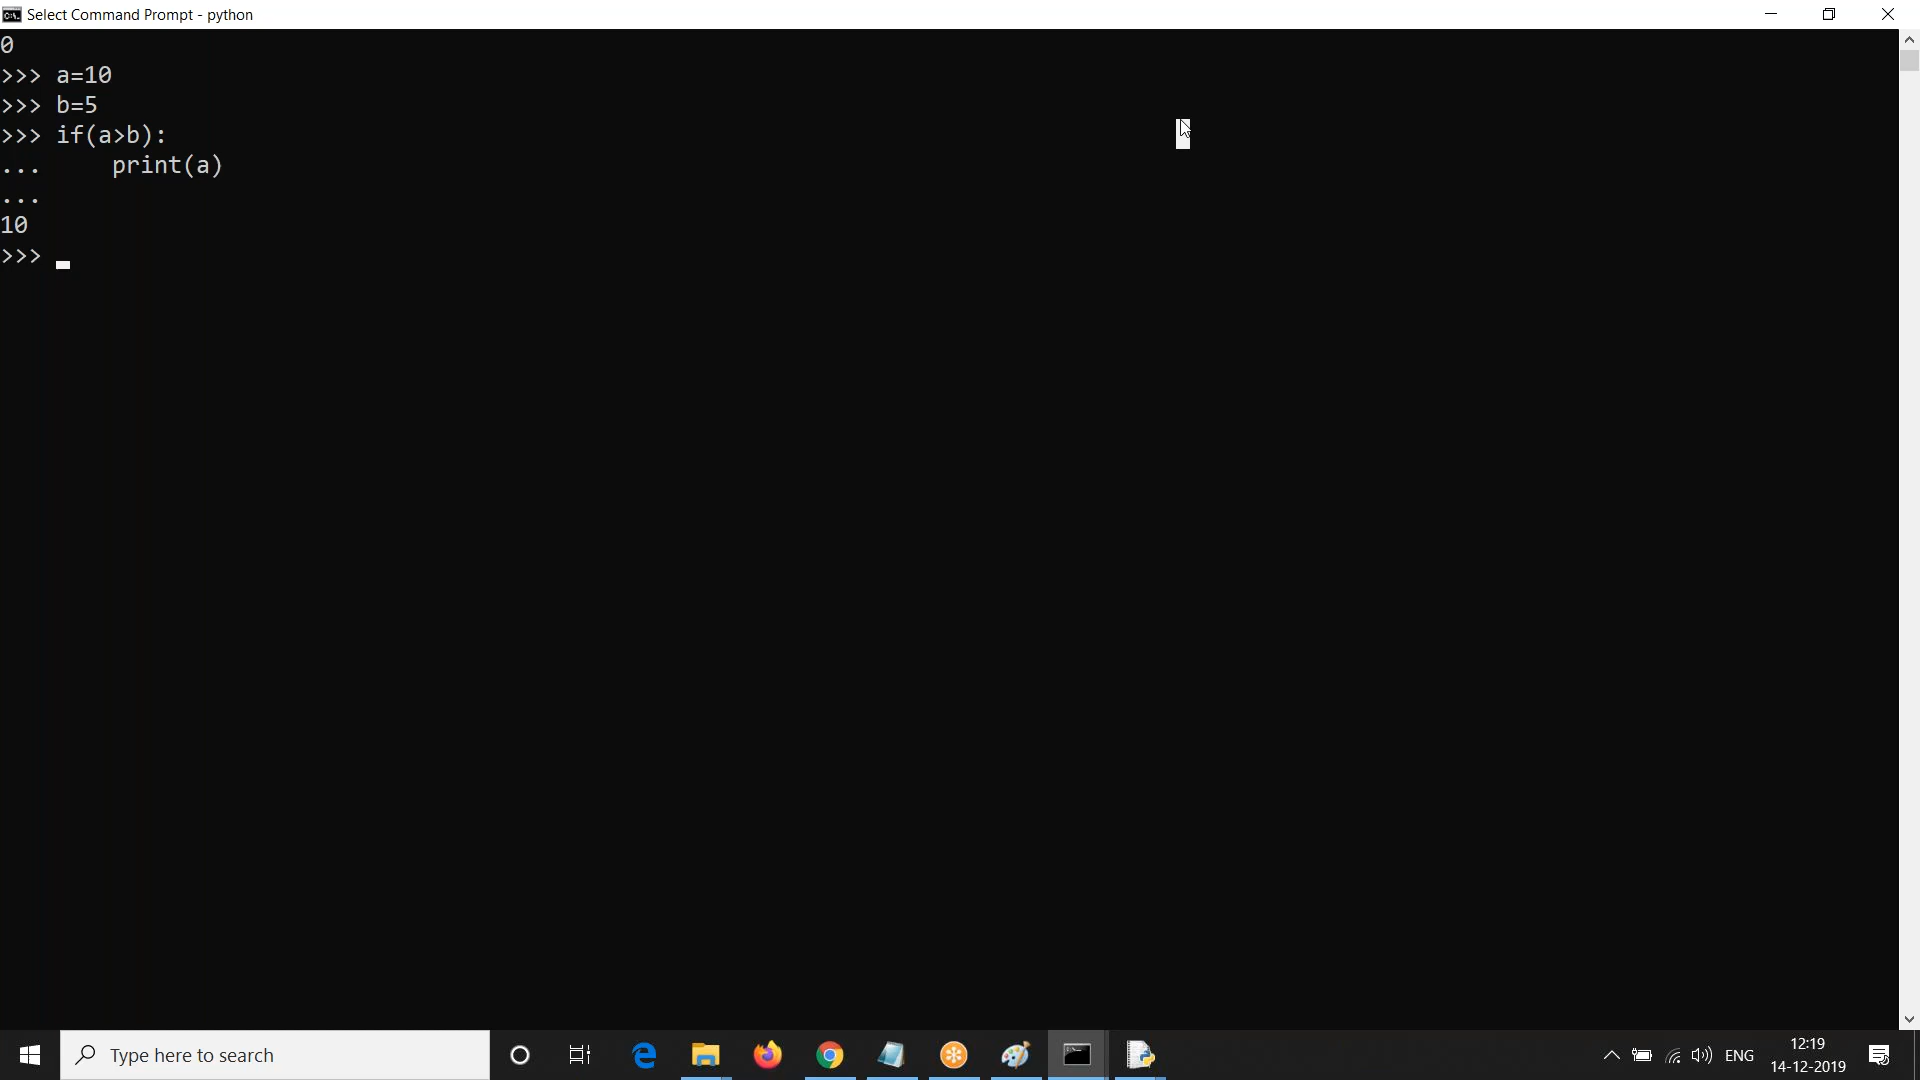 Select Command Prompt - python
0
>>> a=10
>>> b=5
>>> if(a>b):
...     print(a)
...
10
>>>
Type here to search
ENG
12:19
14-12-2019